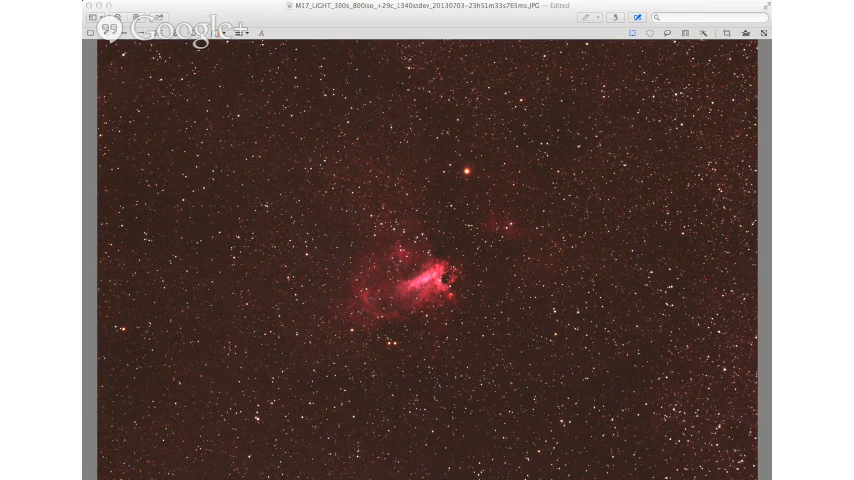 M17_LIGHT_300s_800iso_+29c_1340stdev_20130703-23h51m33s765ms.JPG — Edited
Google+
A